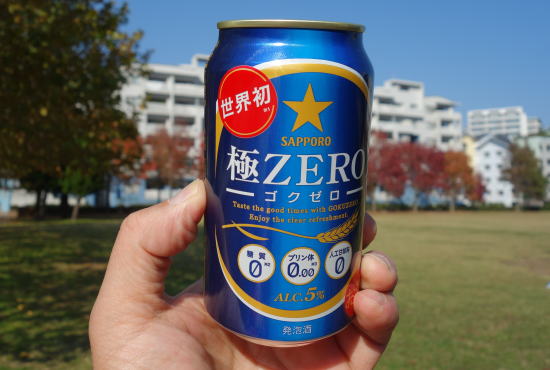 世界初
SAPPORO
極ZERO
ゴクゼロ
Taste the good times with GOKUZERO
Enjoy the clear refreshment.
糖質 プリン体 人工甘味料
0 0.00 0
ALC.5%
発泡酒